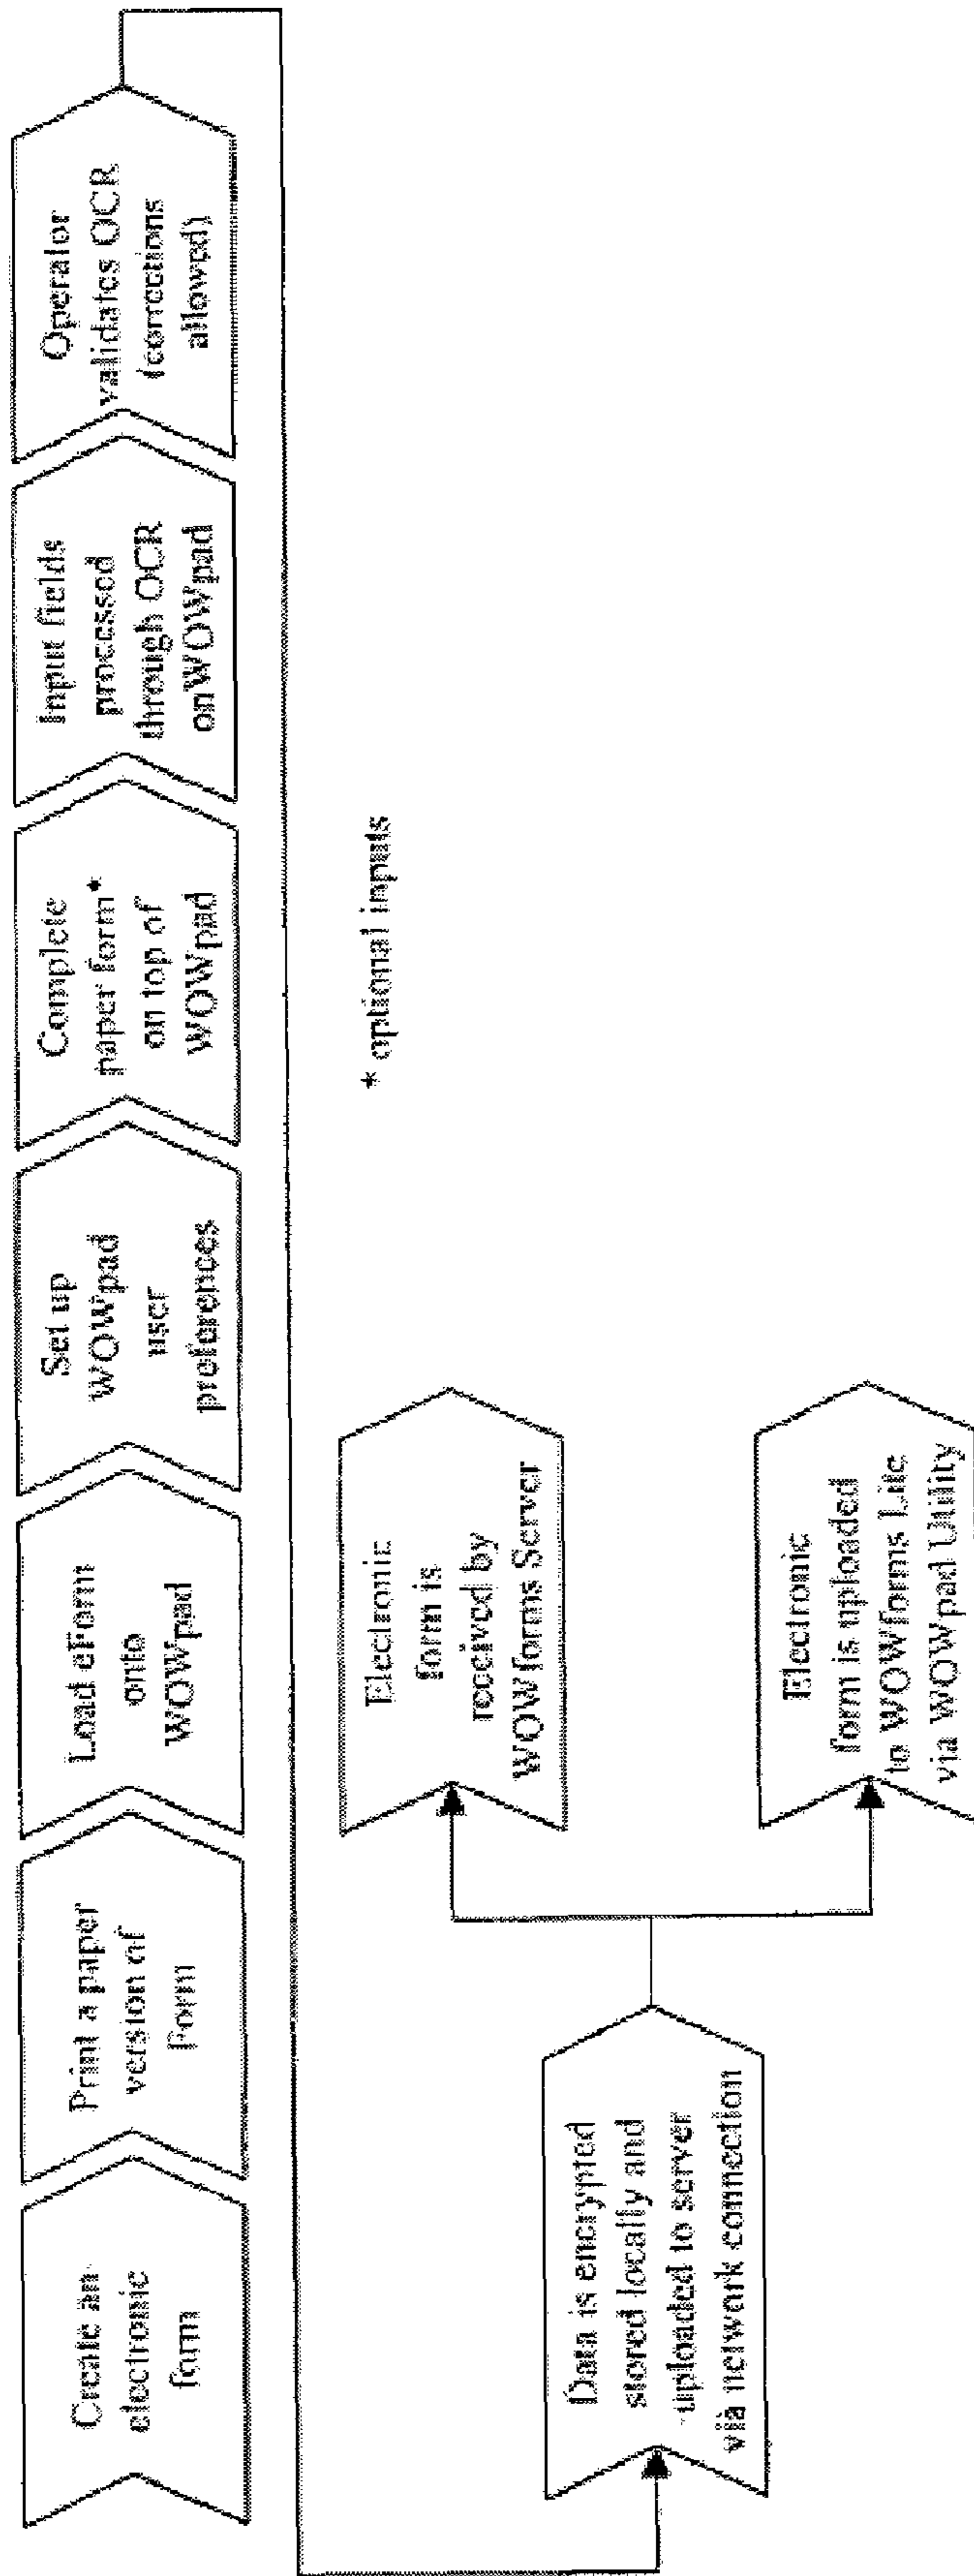 Create an
electronic
form
Print a paper
version of
Form
Load eForm
onto
WOWpad
Set up
WOWpad
user
preferences
Complete
paper form*
on top of
WOWpad
Input fields
processed
through OCR
onWOWpad
Operator
validates OCR
(corrections
allowed)
* optional inputs
Data is encrypted
stored locally and
uploaded to server
via network connection
Electronic
form is
received by
WOWforms Server
Electronic
form is uploaded
to WOWforms Lite
via WOWpad Utility